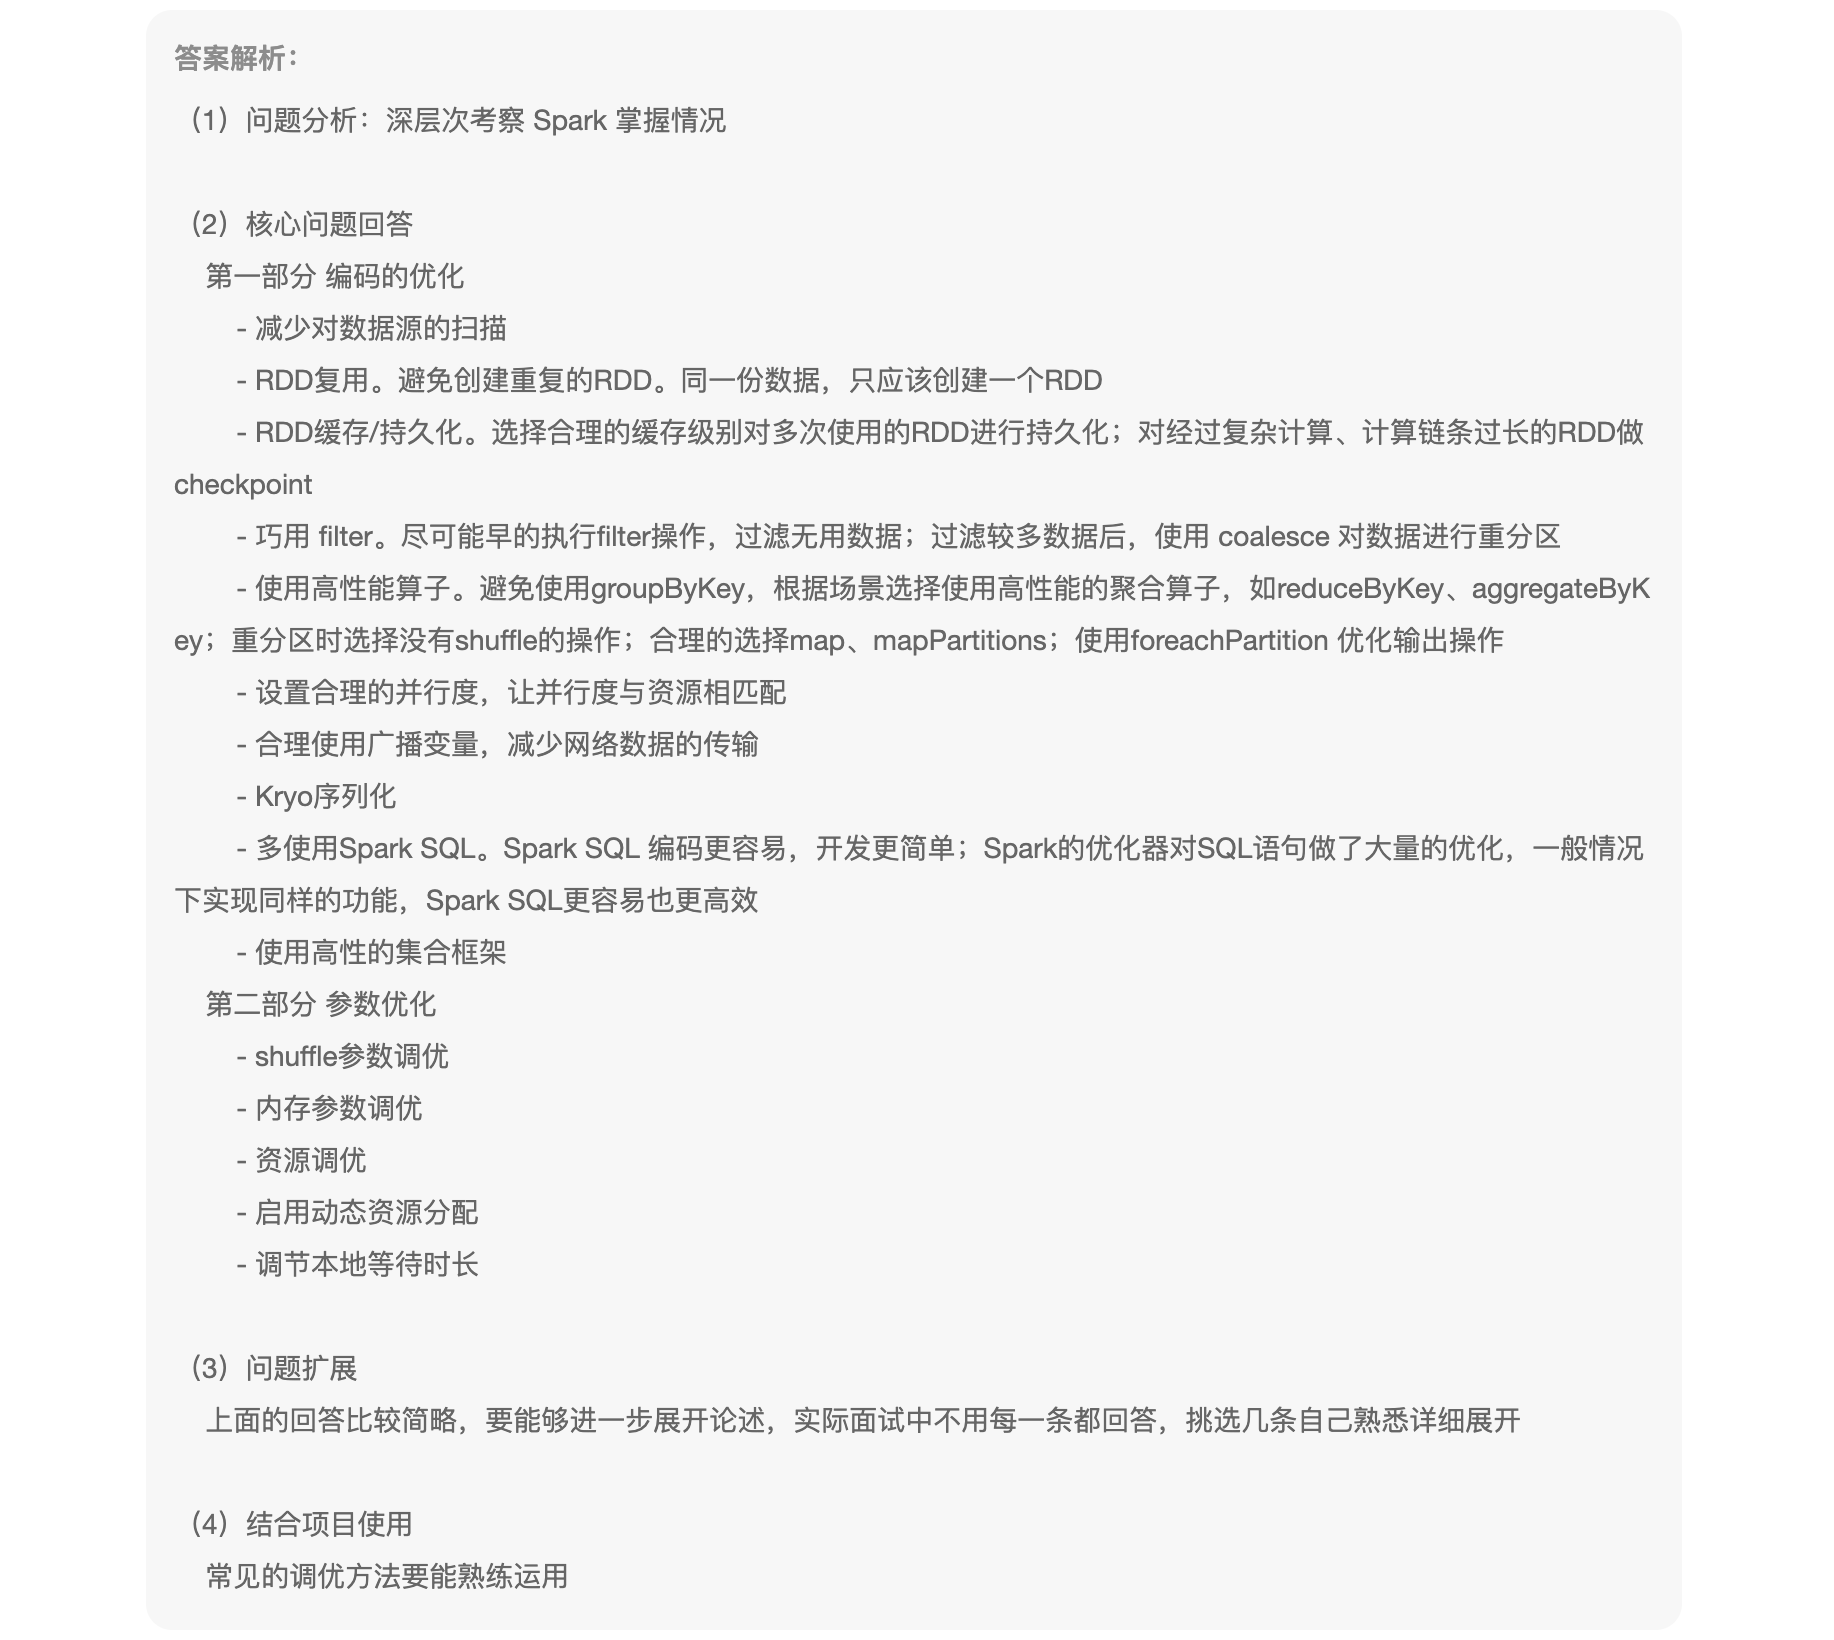 答案解析：
（1）问题分析：深层次考察 Spark 掌握情况
（2）核心问题回答
第一部分 编码的优化
- 减少对数据源的扫描
- RDD复用。避免创建重复的RDD。同一份数据，只应该创建一个RDD
- RDD缓存/持久化。选择合理的缓存级别对多次使用的RDD进行持久化；对经过复杂计算、计算链条过长的RDD做
checkpoint
- 巧用 filter。尽可能早的执行filter操作，过滤无用数据；过滤较多数据后，使用 coalesce 对数据进行重分区
- 使用高性能算子。避免使用groupByKey，根据场景选择使用高性能的聚合算子，如reduceByKey、aggregateByK
ey；重分区时选择没有shuffle的操作；合理的选择map、mapPartitions；使用foreachPartition 优化输出操作
- 设置合理的并行度，让并行度与资源相匹配
- 合理使用广播变量，减少网络数据的传输
- Kryo序列化
- 多使用Spark SQL。Spark SQL 编码更容易，开发更简单；Spark的优化器对SQL语句做了大量的优化，一般情况
下实现同样的功能，Spark SQL更容易也更高效
- 使用高性的集合框架
第二部分 参数优化
- shuffle参数调优
- 内存参数调优
- 资源调优
- 启用动态资源分配
- 调节本地等待时长
（3）问题扩展
上面的回答比较简略，要能够进一步展开论述，实际面试中不用每一条都回答，挑选几条自己熟悉详细展开
（4）结合项目使用
常见的调优方法要能熟练运用